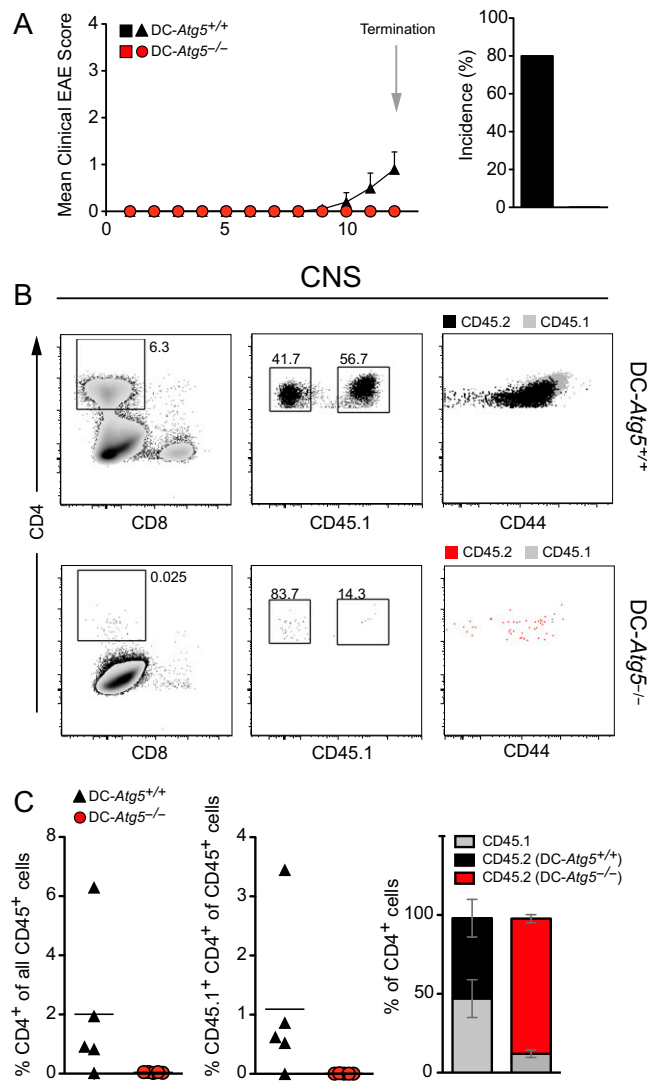 A
DC-Atg5+/+
DC-Atg5−/−
Termination
Mean Clinical EAE Score
4
3
2
1
0
0
5
10
Incidence (%)
100
80
60
40
20
0
CNS
B
CD45.2 CD45.1
6.3
41.7
56.7
DC-Atg5+/+
CD4
CD8
CD45.1
CD44
CD45.2 CD45.1
0.025
83.7
14.3
DC-Atg5−/−
CD8
CD45.1
CD44
C
DC-Atg5+/+
DC-Atg5−/−
% CD4+ of all CD45+ cells
8
6
4
2
0
% CD45.1+ CD4+ of CD45+ cells
4
3
2
1
0
CD45.1
CD45.2 (DC-Atg5+/+)
CD45.2 (DC-Atg5−/−)
% of CD4+ cells
100
50
0